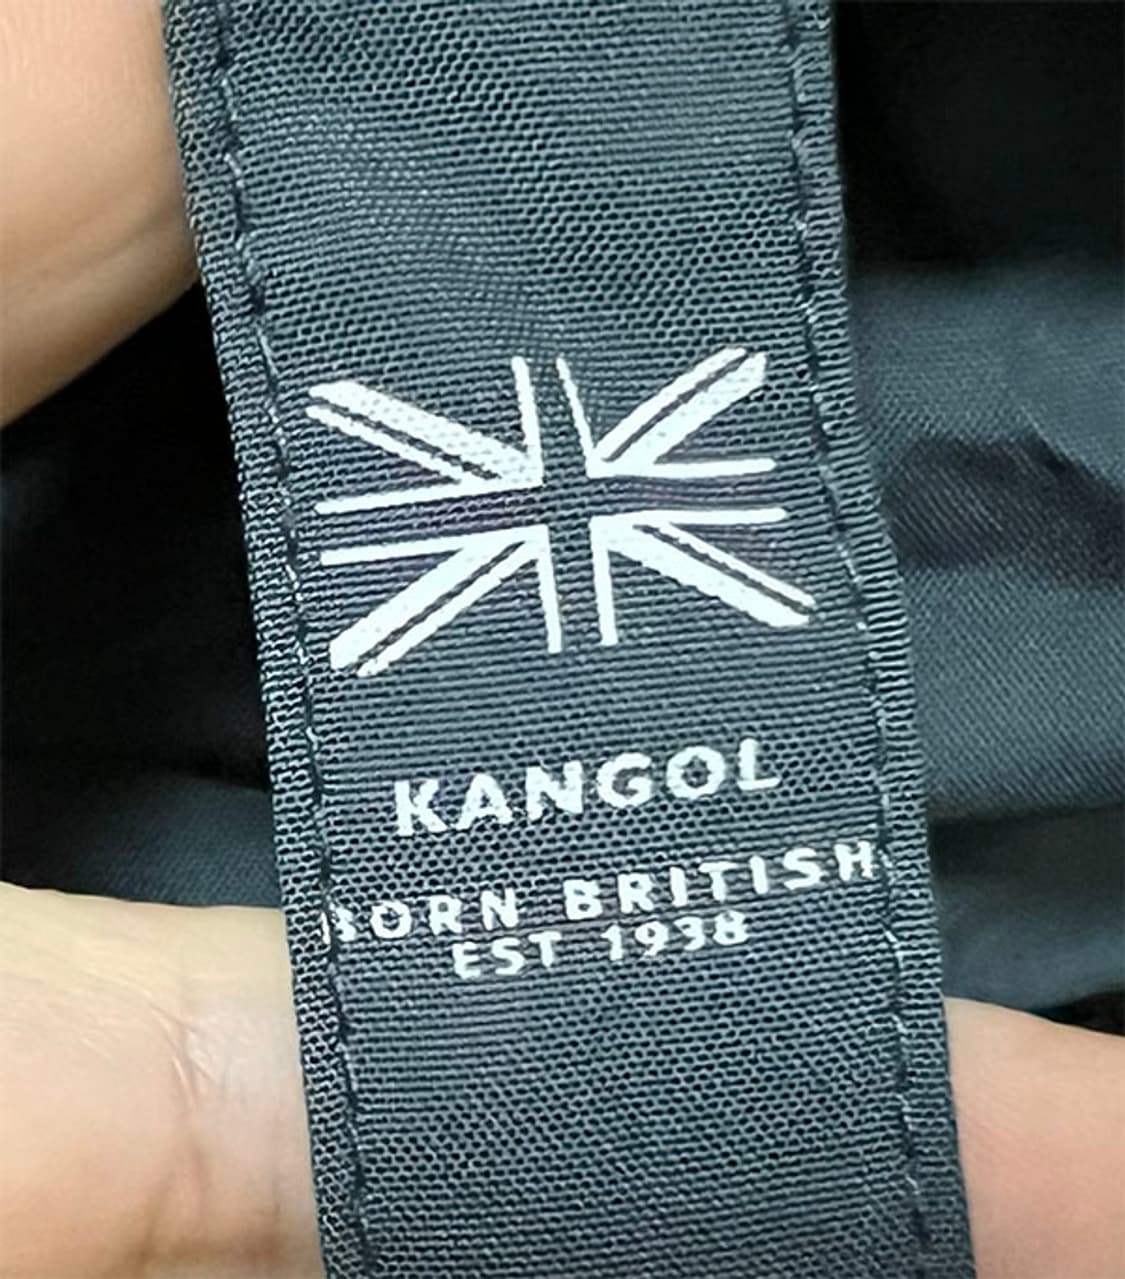 KANGOL
BORN BRITISH
EST 1938